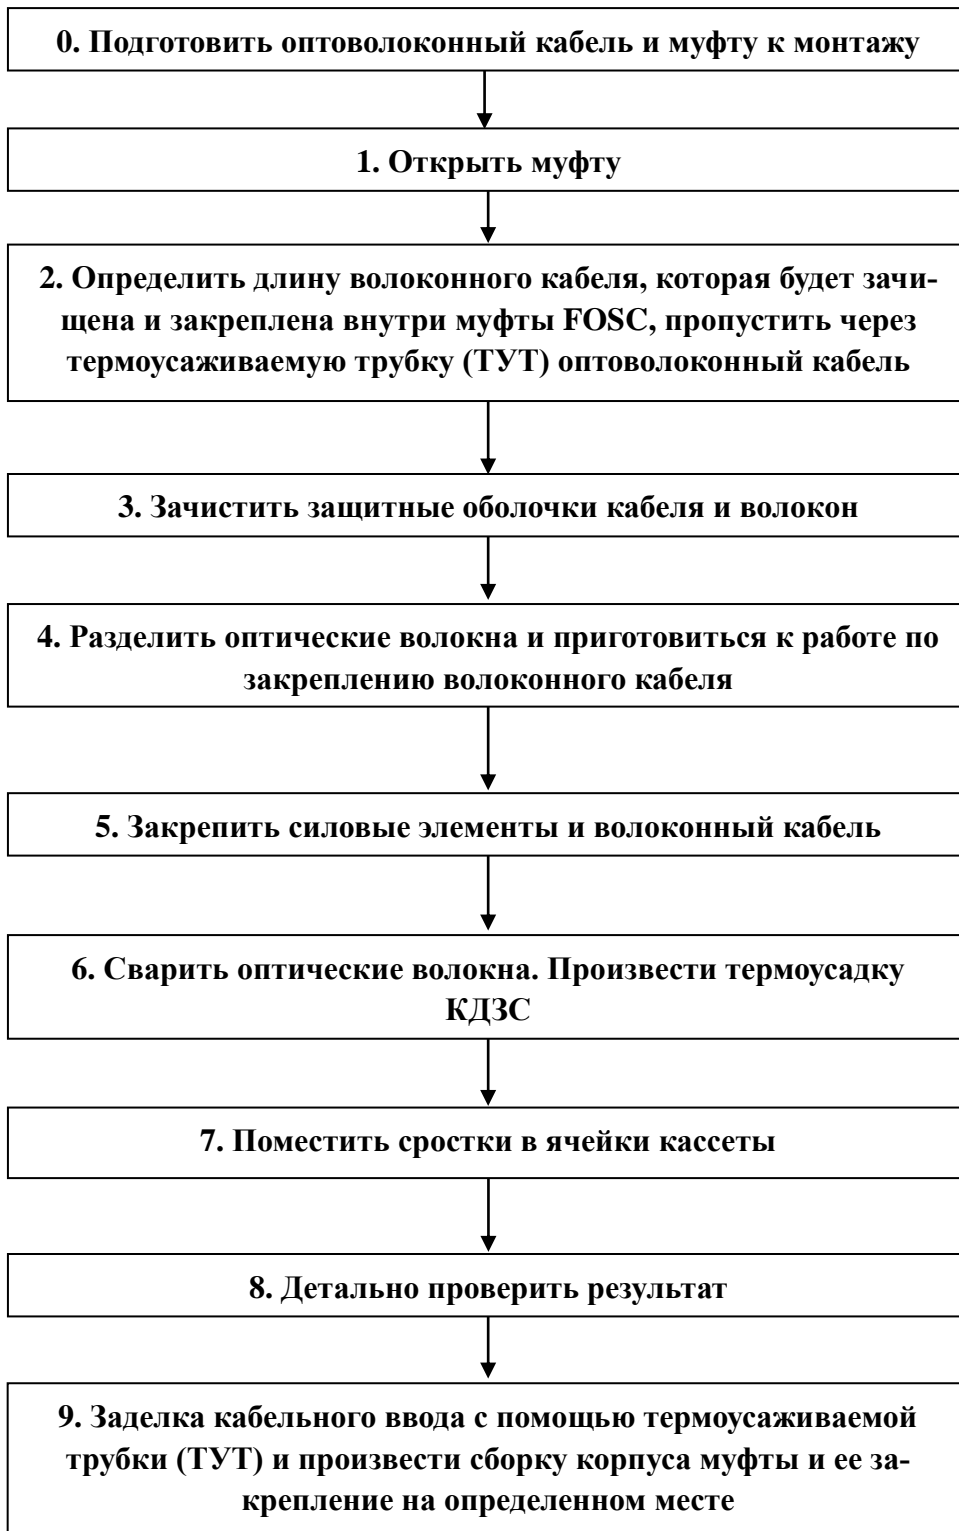 0. Подготовить оптоволоконный кабель и муфту к монтажу
1. Открыть муфту
2. Определить длину волоконного кабеля, которая будет зачи-
щена и закреплена внутри муфты FOSC, пропустить через
термоусаживаемую трубку (ТУТ) оптоволоконный кабель
3. Зачистить защитные оболочки кабеля и волокон
4. Разделить оптические волокна и приготовиться к работе по
закреплению волоконного кабеля
5. Закрепить силовые элементы и волоконный кабель
6. Сварить оптические волокна. Произвести термоусадку
КДЗС
7. Поместить сростки в ячейки кассеты
8. Детально проверить результат
9. Заделка кабельного ввода с помощью термоусаживаемой
трубки (ТУТ) и произвести сборку корпуса муфты и ее за-
крепление на определенном месте